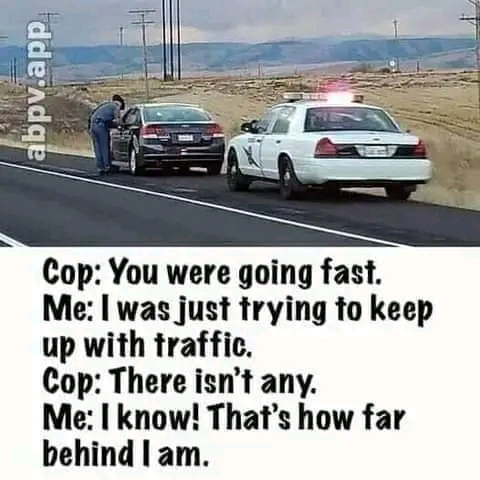 abpv.app
Cop: You were going fast.
Me: I was just trying to keep
up with traffic.
Cop: There isn't any.
Me: I know! That's how far
behind I am.